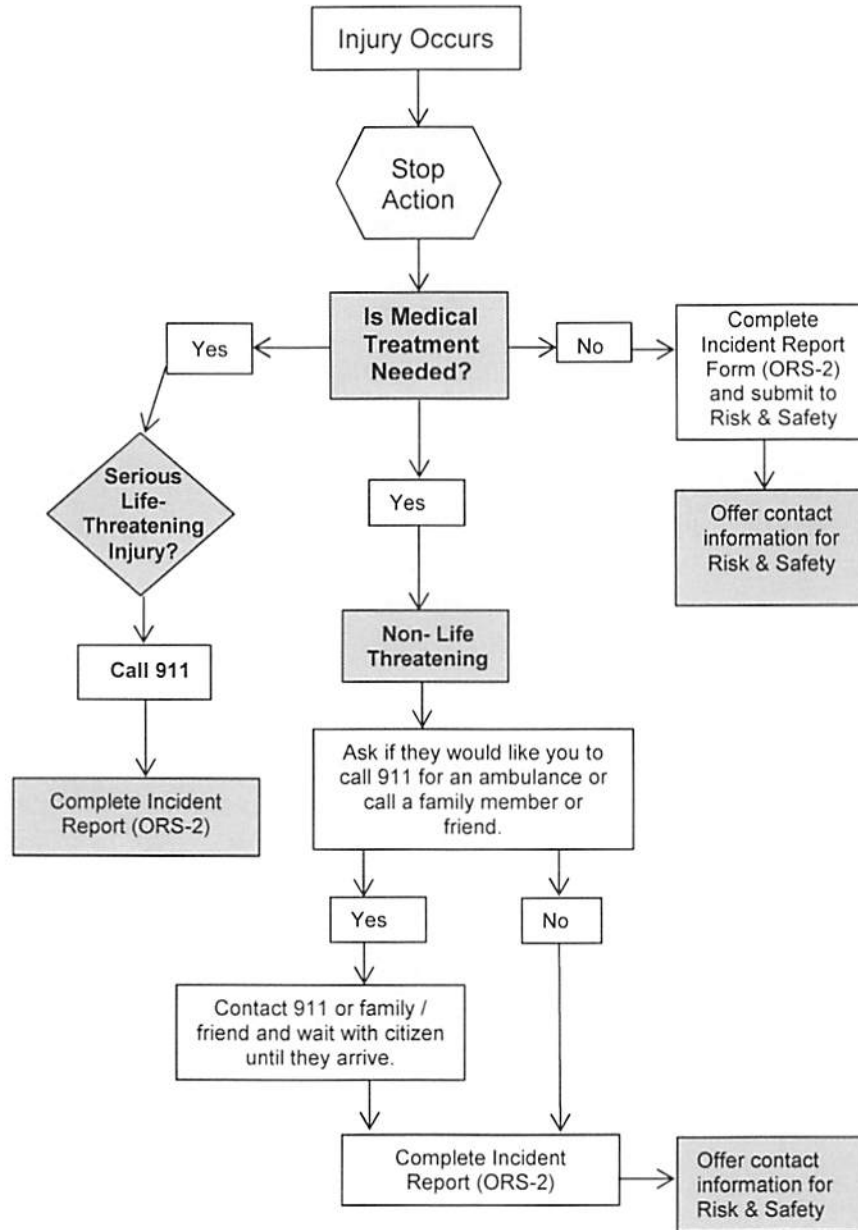 Injury Occurs
Stop
Action
Is Medical
Treatment
Needed?
Yes
No
Complete
Incident Report
Form (ORS-2)
and submit to
Risk & Safety
Serious
Life-
Threatening
Injury?
Yes
Offer contact
information for
Risk & Safety
Call 911
Non- Life
Threatening
Complete Incident
Report (ORS-2)
Ask if they would like you to
call 911 for an ambulance or
call a family member or
friend.
Yes
No
Contact 911 or family /
friend and wait with citizen
until they arrive.
Complete Incident
Report (ORS-2)
Offer contact
information for
Risk & Safety